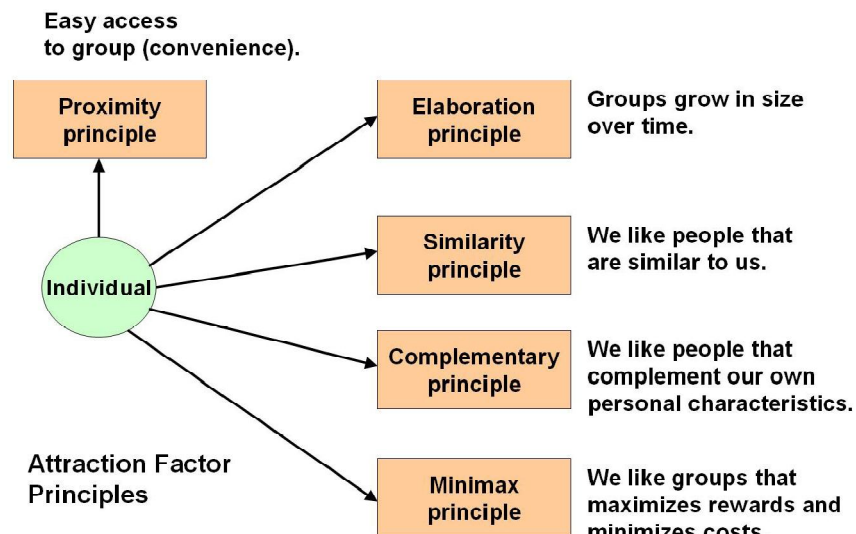 Easy access
to group (convenience).
Proximity
principle
Elaboration
principle
Groups grow in size
over time.
Similarity
principle
We like people that
are similar to us.
Individual
Complementary
principle
We like people that
complement our own
personal characteristics.
Attraction Factor
Principles
Minimax
principle
We like groups that
maximizes rewards and
minimizes costs